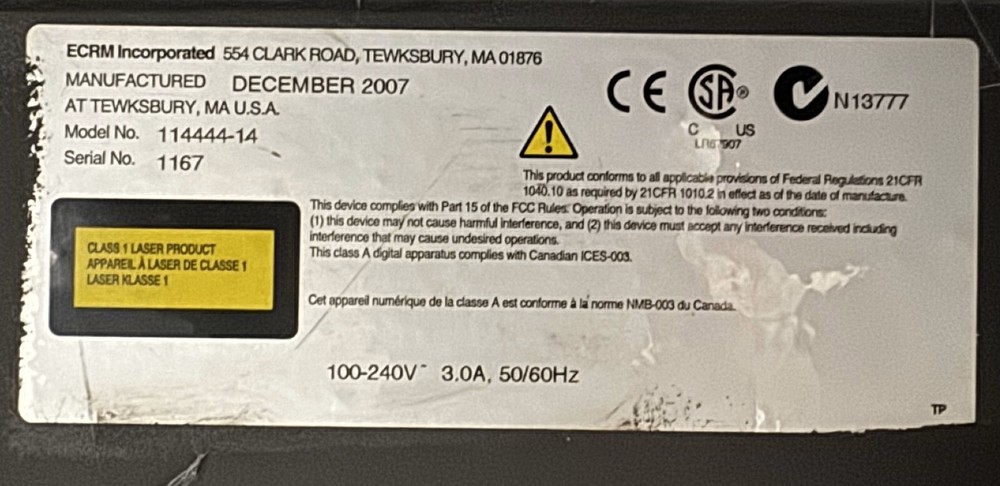 ECRM Incorporated 554 CLARK ROAD, TEWKSBURY, MA 01876
MANUFACTURED DECEMBER 2007
AT TEWKSBURY, MA U.S.A.
Model No. 114444-14
Serial No. 1167
CE SA® N13777
C US
This product conforms to all applicable provisions of Federal Regulations 21CFR
1040.10 as required by 21CFR 1010.2 in effect as of the date of manufacture.
This device complies with Part 15 of the FCC Rules. Operation is subject to the following two conditions:
(1) this device may not cause harmful interference, and (2) this device must accept any interference received including
interference that may cause undesired operations.
This class A digital apparatus complies with Canadian ICES-003.
CLASS 1 LASER PRODUCT
APPAREIL À LASER DE CLASSE 1
LASER KLASSE 1
Cet appareil numérique de la classe A est conforme à la norme NMB-003 du Canada.
100-240V~ 3.0A, 50/60Hz
TP